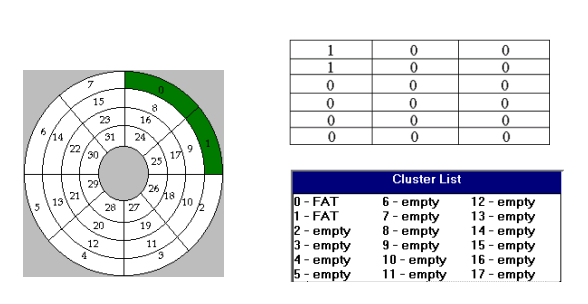 1 0 0
1 0 0
0 0 0
0 0 0
0 0 0
0 0 0
7 0
15 8
23 16
6 14 31 24 9 1
22 30 25 17
5 13 21 29 26 18 10 2
28 27
20 19
12 11
4 3
Cluster List
0 - FAT 6 - empty 12 - empty
1 - FAT 7 - empty 13 - empty
2 - empty 8 - empty 14 - empty
3 - empty 9 - empty 15 - empty
4 - empty 10 - empty 16 - empty
5 - empty 11 - empty 17 - empty